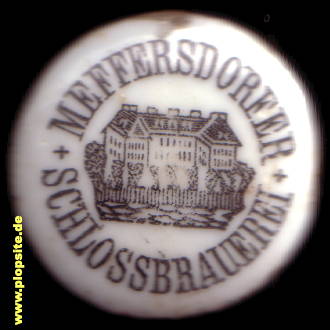 MEFFERSDORFER
+ SCHLOSSBRAUEREI +
www.plopsite.de